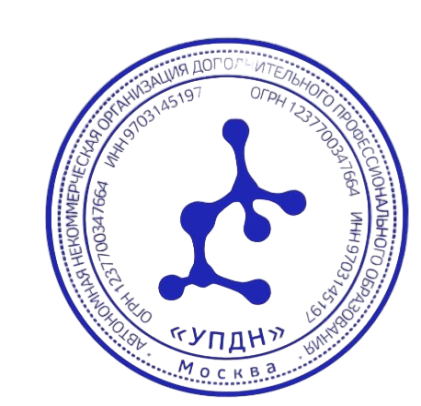 АВТОНОМНАЯ НЕКОММЕРЧЕСКАЯ ОРГАНИЗАЦИЯ ДОПОЛНИТЕЛЬНОГО ПРОФЕССИОНАЛЬНОГО ОБРАЗОВАНИЯ
ОГРН 1237700347664 ИНН 9703145197 ОГРН 1237700347664 ИНН 9703145197
«УПДН»
Москва